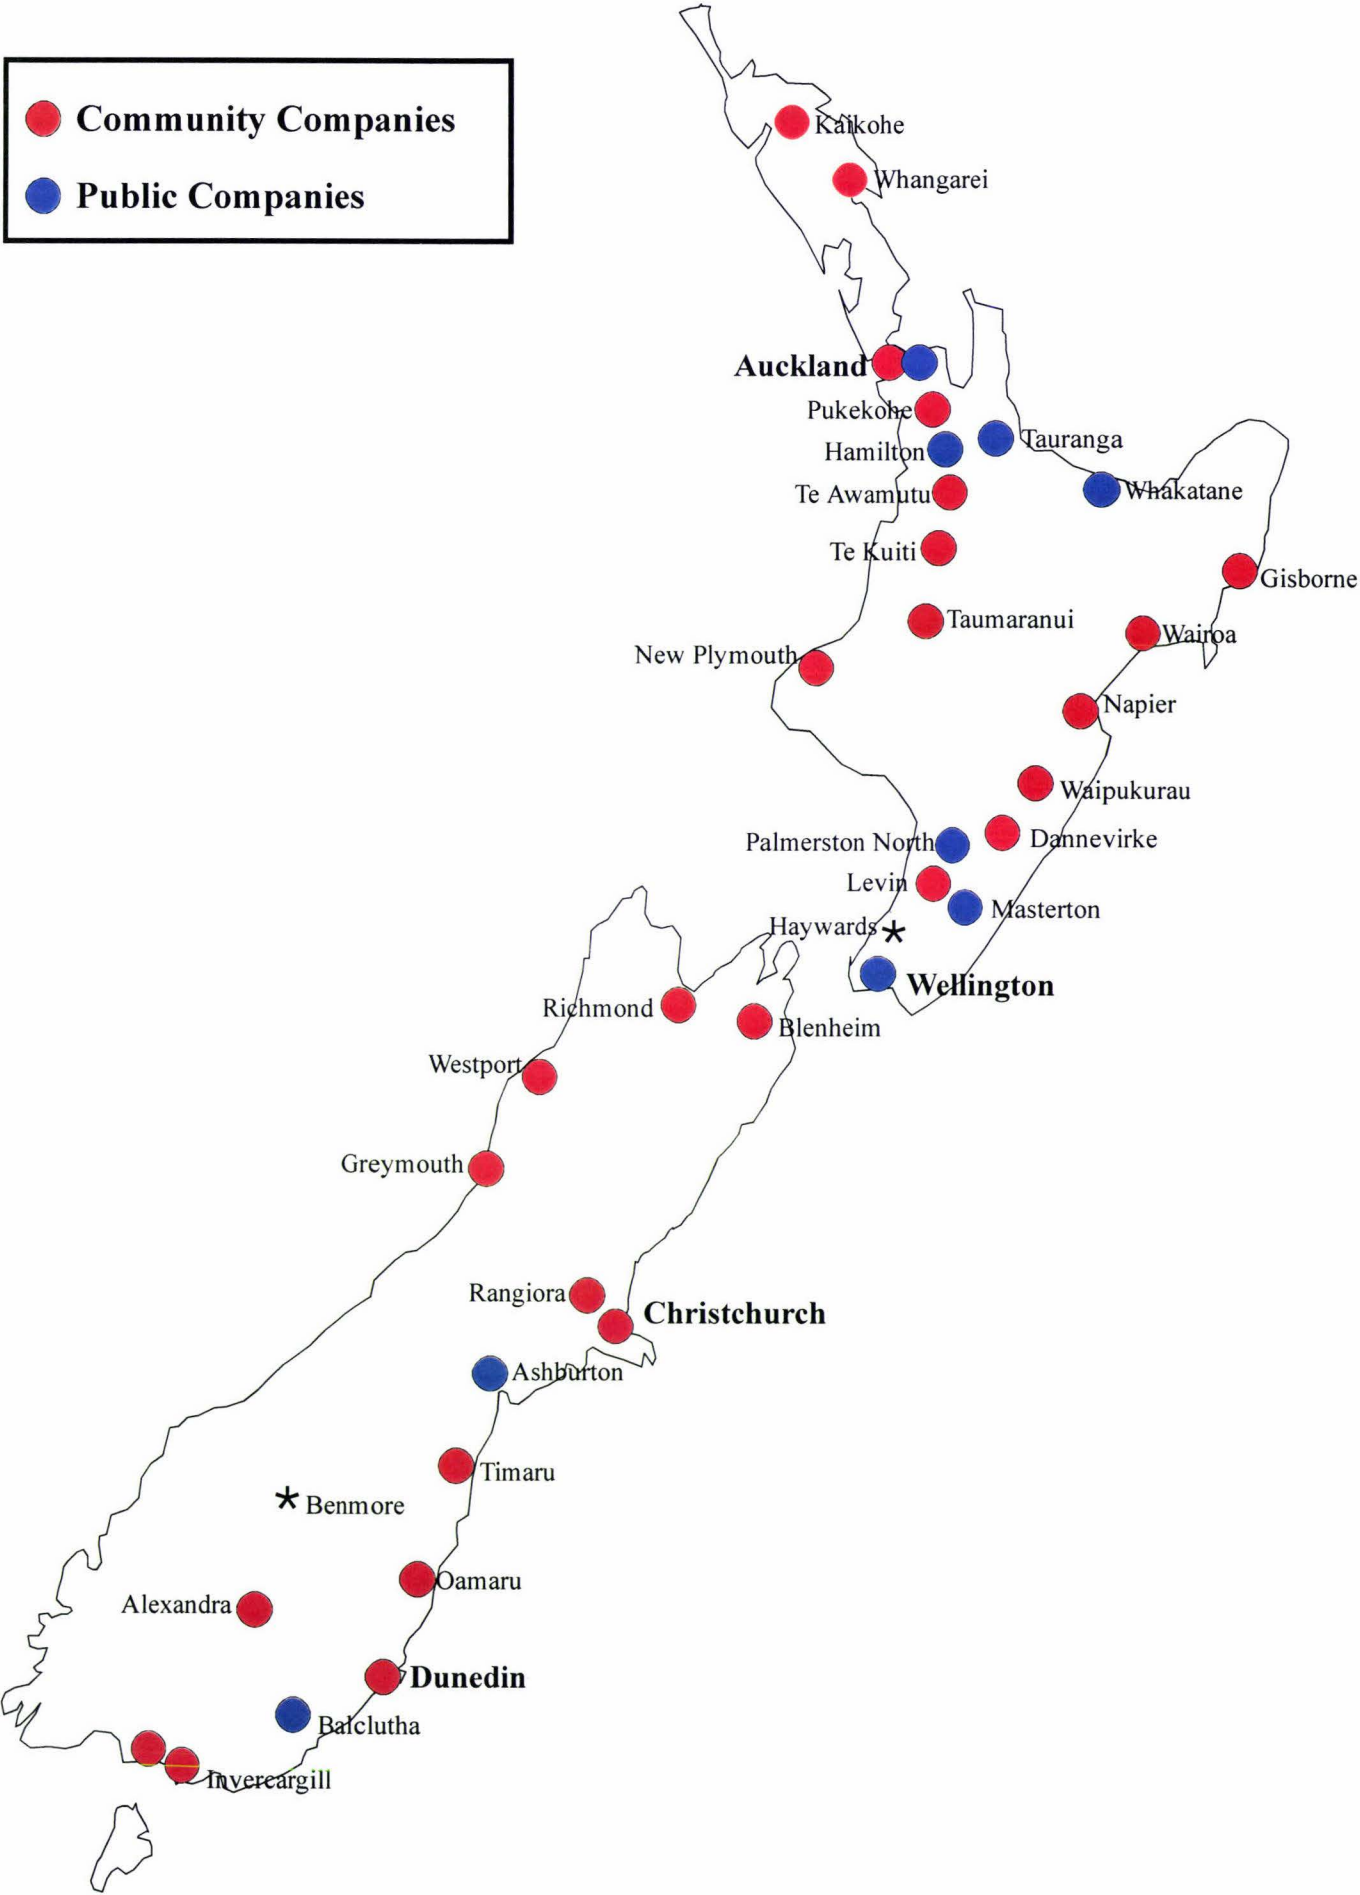 Community Companies
Public Companies
Kaikohe
Whangarei
Auckland
Pukekohe
Hamilton
Tauranga
Te Awamutu
Whakatane
Te Kuiti
Gisborne
Taumaranui
Wairoa
New Plymouth
Napier
Waipukurau
Palmerston North
Dannevirke
Levin
Masterton
Haywards *
Wellington
Richmond
Blenheim
Westport
Greymouth
Rangiora
Christchurch
Ashburton
Timaru
* Benmore
Oamaru
Alexandra
Dunedin
Balclutha
Invercargill